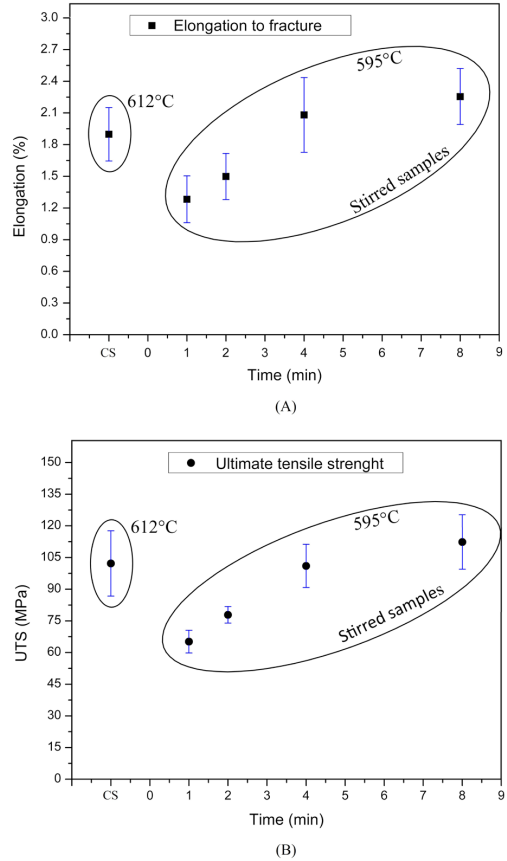 3.0
Elongation to fracture
2.7
595°C
2.4
612°C
2.1
1.8
Elongation (%)
1.5
Stirred samples
1.2
0.9
0.6
0.3
0.0
CS 0 1 2 3 4 5 6 7 8 9
Time (min)
(A)
150
Ultimate tensile strenght
135
612°C
595°C
120
105
90
UTS (MPa)
75
Stirred samples
60
45
30
15
0
CS 0 1 2 3 4 5 6 7 8 9
Time (min)
(B)